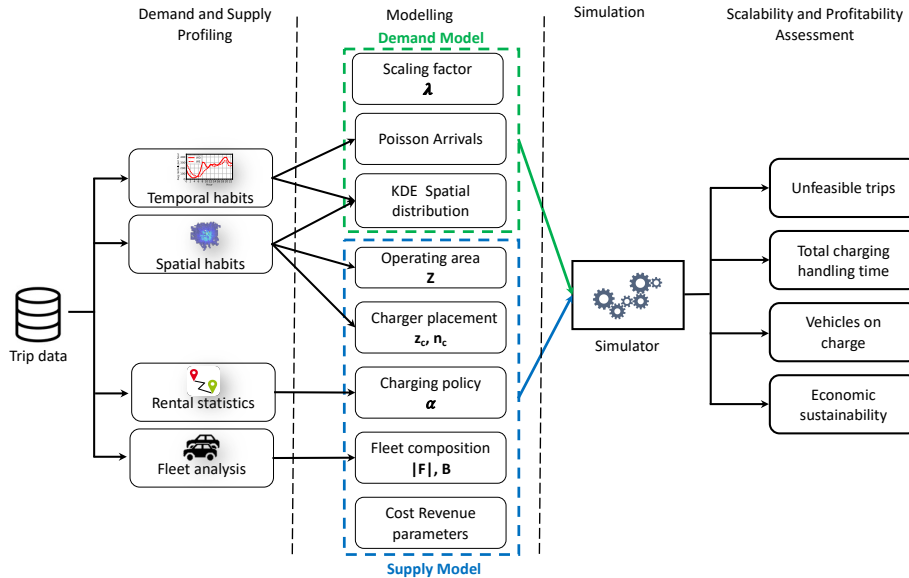 Demand and Supply
Profiling
Modelling
Simulation
Scalability and Profitability
Assessment
Demand Model
Scaling factor
λ
Poisson Arrivals
KDE Spatial
distribution
Temporal habits
Spatial habits
Trip data
Rental statistics
Fleet analysis
Operating area
Z
Charger placement
z_c, n_c
Charging policy
α
Fleet composition
|F|, B
Cost Revenue
parameters
Supply Model
Simulator
Unfeasible trips
Total charging
handling time
Vehicles on
charge
Economic
sustainability